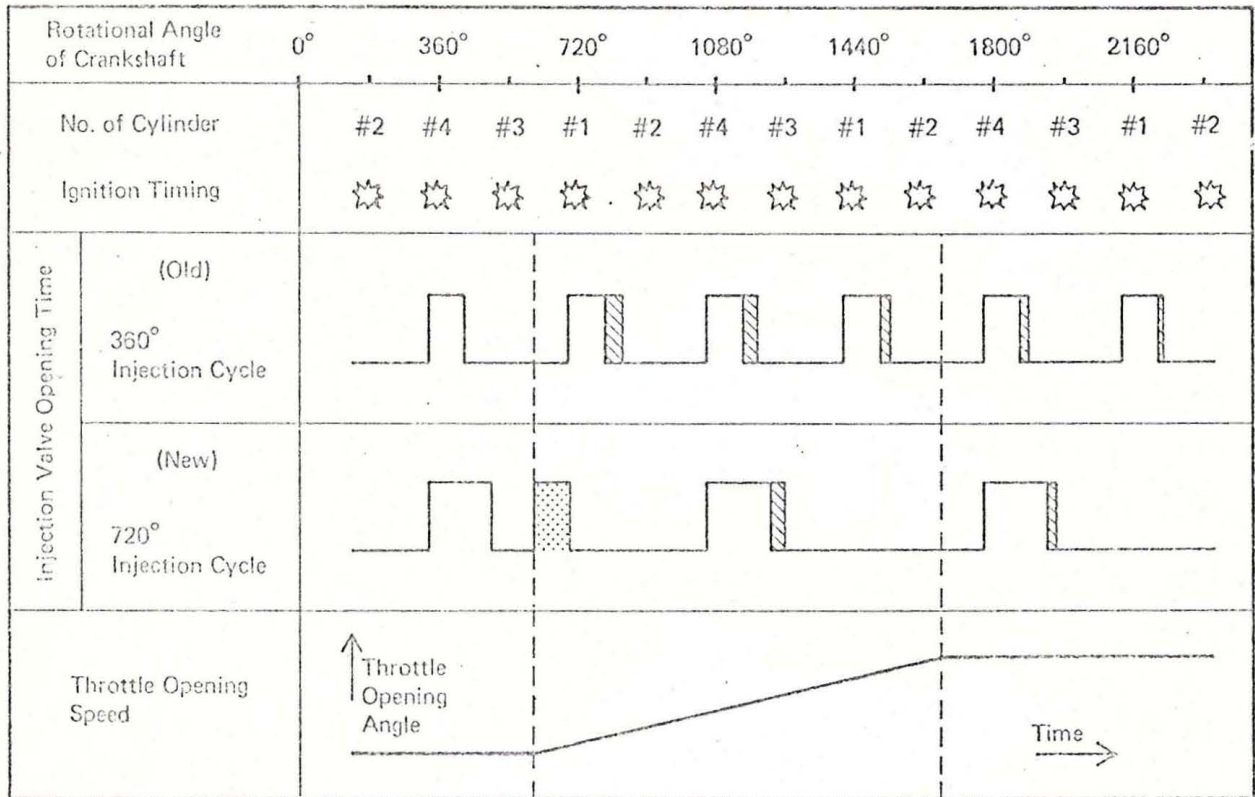 Rotational Angle
of Crankshaft
0° 360° 720° 1080° 1440° 1800° 2160°
No. of Cylinder
#2 #4 #3 #1 #2 #4 #3 #1 #2 #4 #3 #1 #2
Ignition Timing
Injection Valve Opening Time
(Old)
360°
Injection Cycle
(New)
720°
Injection Cycle
Throttle Opening
Speed
Throttle
Opening
Angle
Time